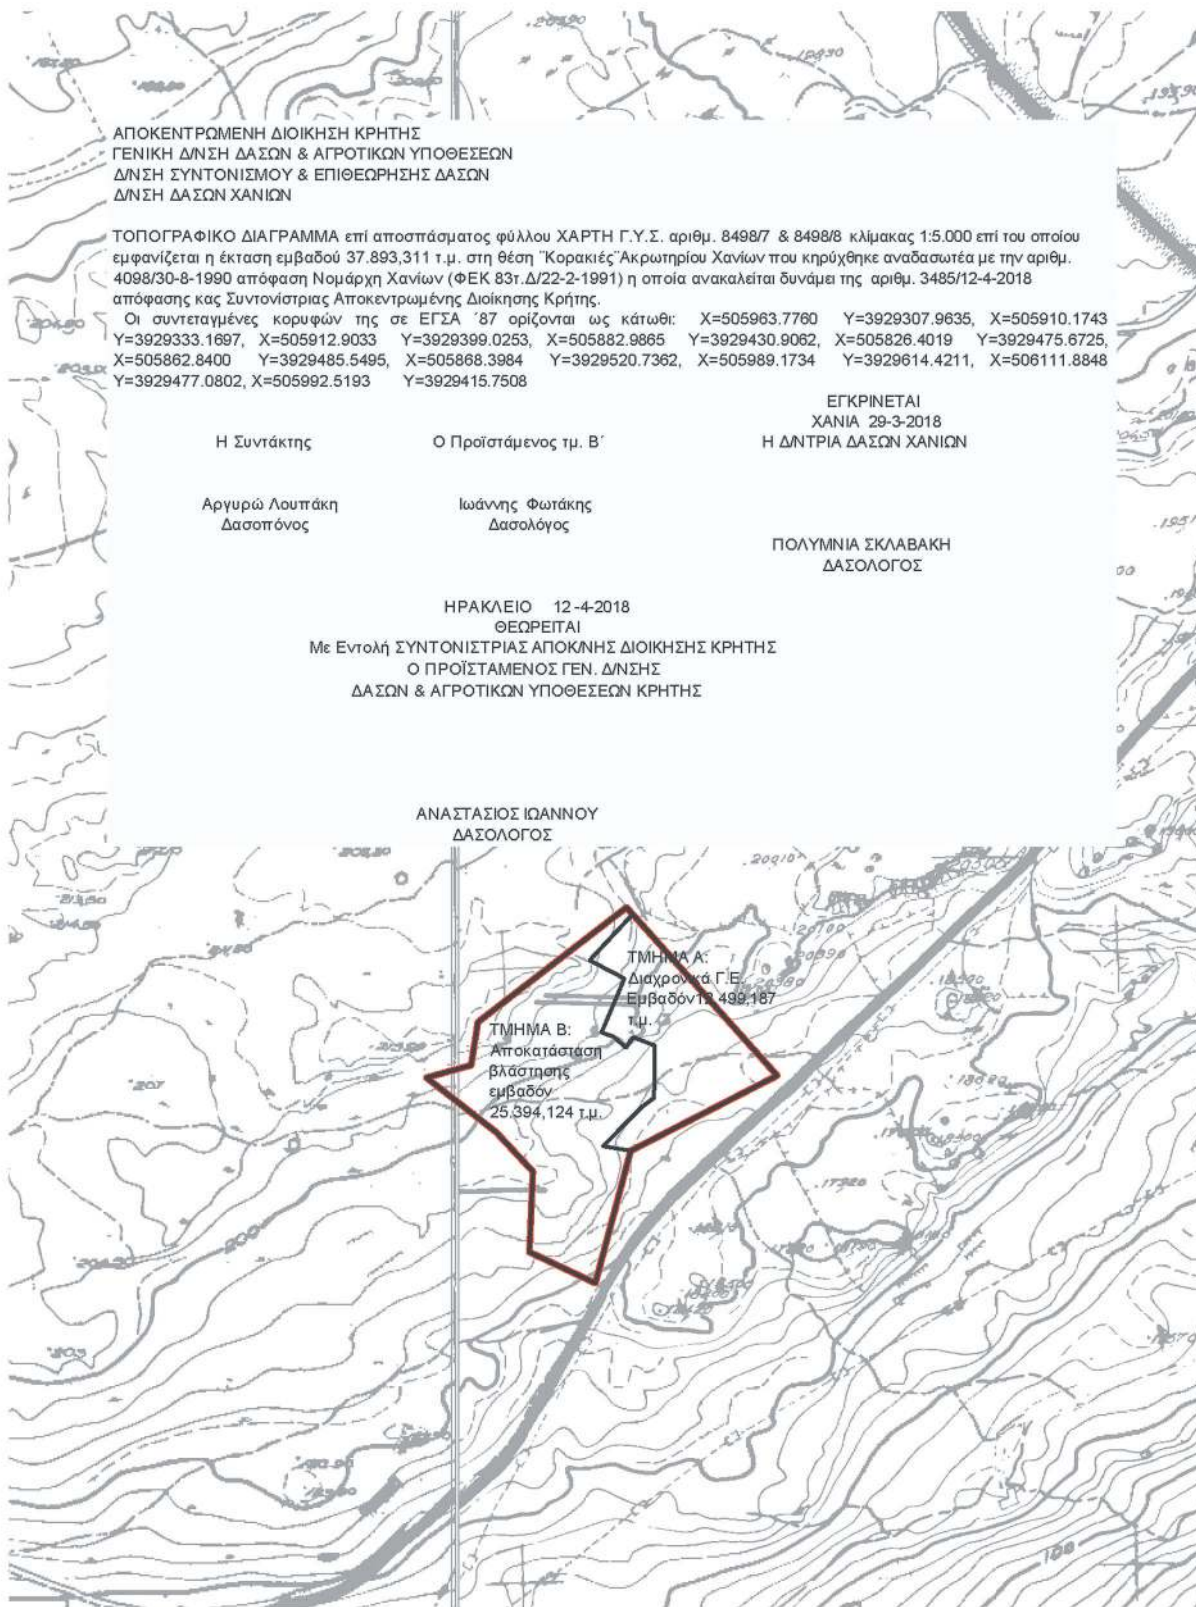 ΑΠΟΚΕΝΤΡΩΜΕΝΗ ΔΙΟΙΚΗΣΗ ΚΡΗΤΗΣ
ΓΕΝΙΚΗ Δ/ΝΣΗ ΔΑΣΩΝ & ΑΓΡΟΤΙΚΩΝ ΥΠΟΘΕΣΕΩΝ
Δ/ΝΣΗ ΣΥΝΤΟΝΙΣΜΟΥ & ΕΠΙΘΕΩΡΗΣΗΣ ΔΑΣΩΝ
Δ/ΝΣΗ ΔΑΣΩΝ ΧΑΝΙΩΝ
ΤΟΠΟΓΡΑΦΙΚΟ ΔΙΑΓΡΑΜΜΑ επί αποσπάσματος φύλλου ΧΑΡΤΗ Γ.Υ.Σ. αριθμ. 8498/7 & 8498/8 κλίμακας 1:5.000 επί του οποίου
εμφανίζεται η έκταση εμβαδού 37.893,311 τ.μ. στη θέση ¨Κορακιές¨Ακρωτηρίου Χανίων που κηρύχθηκε αναδασωτέα με την αριθμ.
4098/30-8-1990 απόφαση Νομάρχη Χανίων (ΦΕΚ 83τ.Δ/22-2-1991) η οποία ανακαλείται δυνάμει της αριθμ. 3485/12-4-2018
απόφασης κας Συντονίστριας Αποκεντρωμένης Διοίκησης Κρήτης.
Οι συντεταγμένες κορυφών της σε ΕΓΣΑ ΄87 ορίζονται ως κάτωθι: Χ=505963.7760 Υ=3929307.9635, Χ=505910.1743
Υ=3929333.1697, Χ=505912.9033 Υ=3929399.0253, Χ=505882.9865 Υ=3929430.9062, Χ=505826.4019 Υ=3929475.6725,
Χ=505862.8400 Υ=3929485.5495, Χ=505868.3984 Υ=3929520.7362, Χ=505989.1734 Υ=3929614.4211, Χ=506111.8848
Υ=3929477.0802, Χ=505992.5193 Υ=3929415.7508
ΕΓΚΡΙΝΕΤΑΙ
ΧΑΝΙΑ 29-3-2018
Η Συντάκτης Ο Προϊστάμενος τμ. Β΄ Η Δ/ΝΤΡΙΑ ΔΑΣΩΝ ΧΑΝΙΩΝ
Αργυρώ Λουπάκη Ιωάννης Φωτάκης
Δασοπόνος Δασολόγος
ΠΟΛΥΜΝΙΑ ΣΚΛΑΒΑΚΗ
ΔΑΣΟΛΟΓΟΣ
ΗΡΑΚΛΕΙΟ 12-4-2018
ΘΕΩΡΕΙΤΑΙ
Με Εντολή ΣΥΝΤΟΝΙΣΤΡΙΑΣ ΑΠΟΚ/ΝΗΣ ΔΙΟΙΚΗΣΗΣ ΚΡΗΤΗΣ
Ο ΠΡΟΪΣΤΑΜΕΝΟΣ ΓΕΝ. Δ/ΝΣΗΣ
ΔΑΣΩΝ & ΑΓΡΟΤΙΚΩΝ ΥΠΟΘΕΣΕΩΝ ΚΡΗΤΗΣ
ΑΝΑΣΤΑΣΙΟΣ ΙΩΑΝΝΟΥ
ΔΑΣΟΛΟΓΟΣ
ΤΜΗΜΑ Α:
Διαχρονικά Γ.Ε.
Εμβαδόν12.499,187
τ.μ.
ΤΜΗΜΑ Β:
Αποκατάσταση
βλάστησης
εμβαδόν
25.394,124 τ.μ.
207
200
100